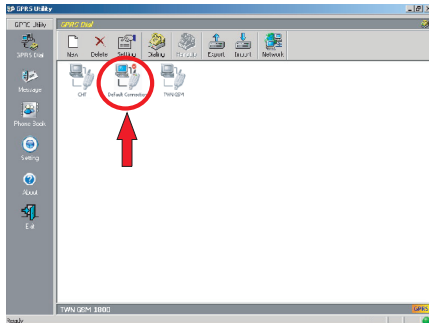 GPRS Utility
GPRS Utility
GPRS Dial
New Delete Setting Dialing Export Import Network
GPRS Dial
CHT Default Connection TWN GSM
Message
Phone Book
Setting
About
Exit
TWN GSM 1800
GPRS
Ready